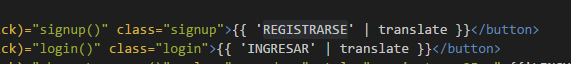 ck)="signup()" class="signup">{{ 'REGISTRARSE' | translate }}</button>
ck)="login()" class="login">{{ 'INGRESAR' | translate }}</button>